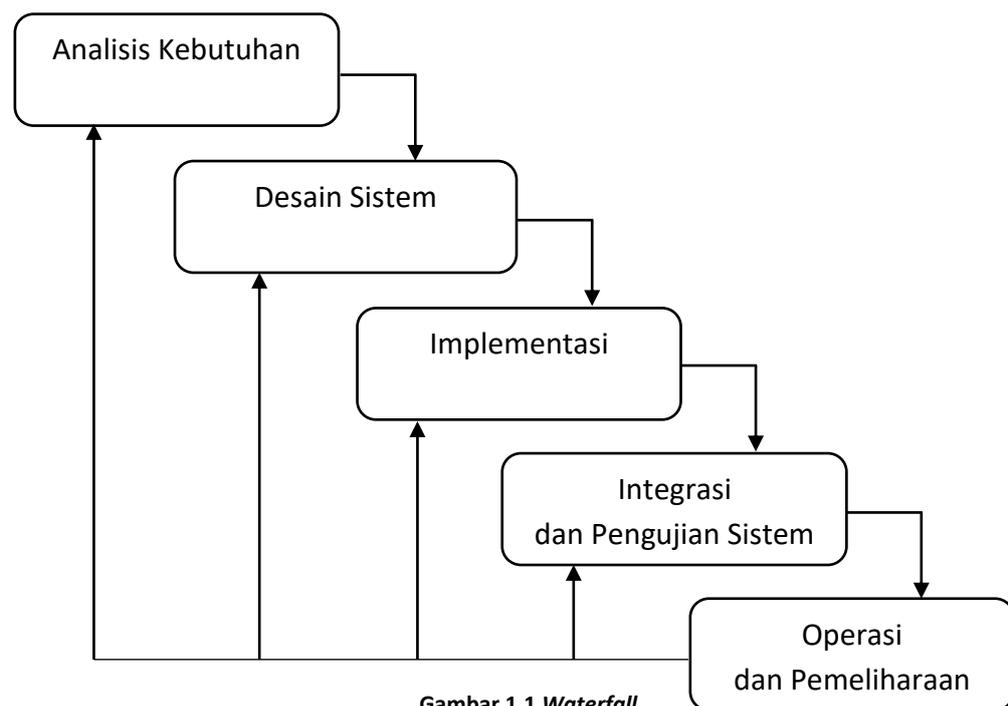 Analisis Kebutuhan
Desain Sistem
Implementasi
Integrasi
dan Pengujian Sistem
Operasi
dan Pemeliharaan
Gambar 1.1 Waterfall